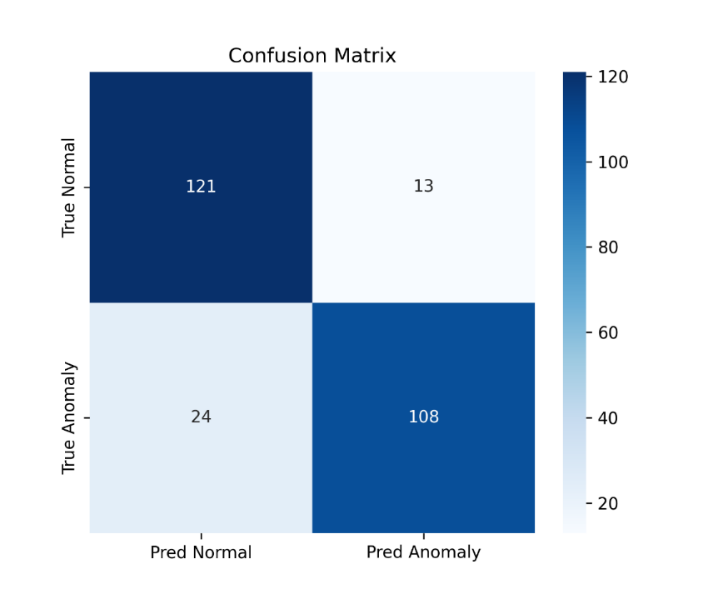 Confusion Matrix
True Normal
121
13
True Anomaly
24
108
Pred Normal
Pred Anomaly
120
100
80
60
40
20